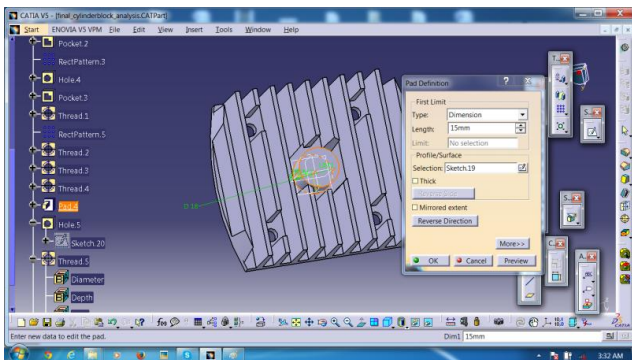 CATIA V5 - [final_cylinderblock_analysis.CATPart]
Start ENOVIA V5 VPM File Edit View Insert Tools Window Help
Pocket.2
RectPattern.3
Hole.4
Pocket.3
Thread.1
RectPattern.5
Thread.2
Thread.3
Thread.4
Pad.4
Hole.5
Sketch.20
Thread.5
Diameter
Depth
Pad Definition
First Limit
Type: Dimension
Length: 15mm
Limit: No selection
Profile/Surface
Selection: Sketch.19
Thick
Mirrored extent
Reverse Direction
More>>
OK Cancel Preview
T...
S...
S...
C...
A...
Enter new data to edit the pad.
Dim1 15mm
CATIA
3:32 AM